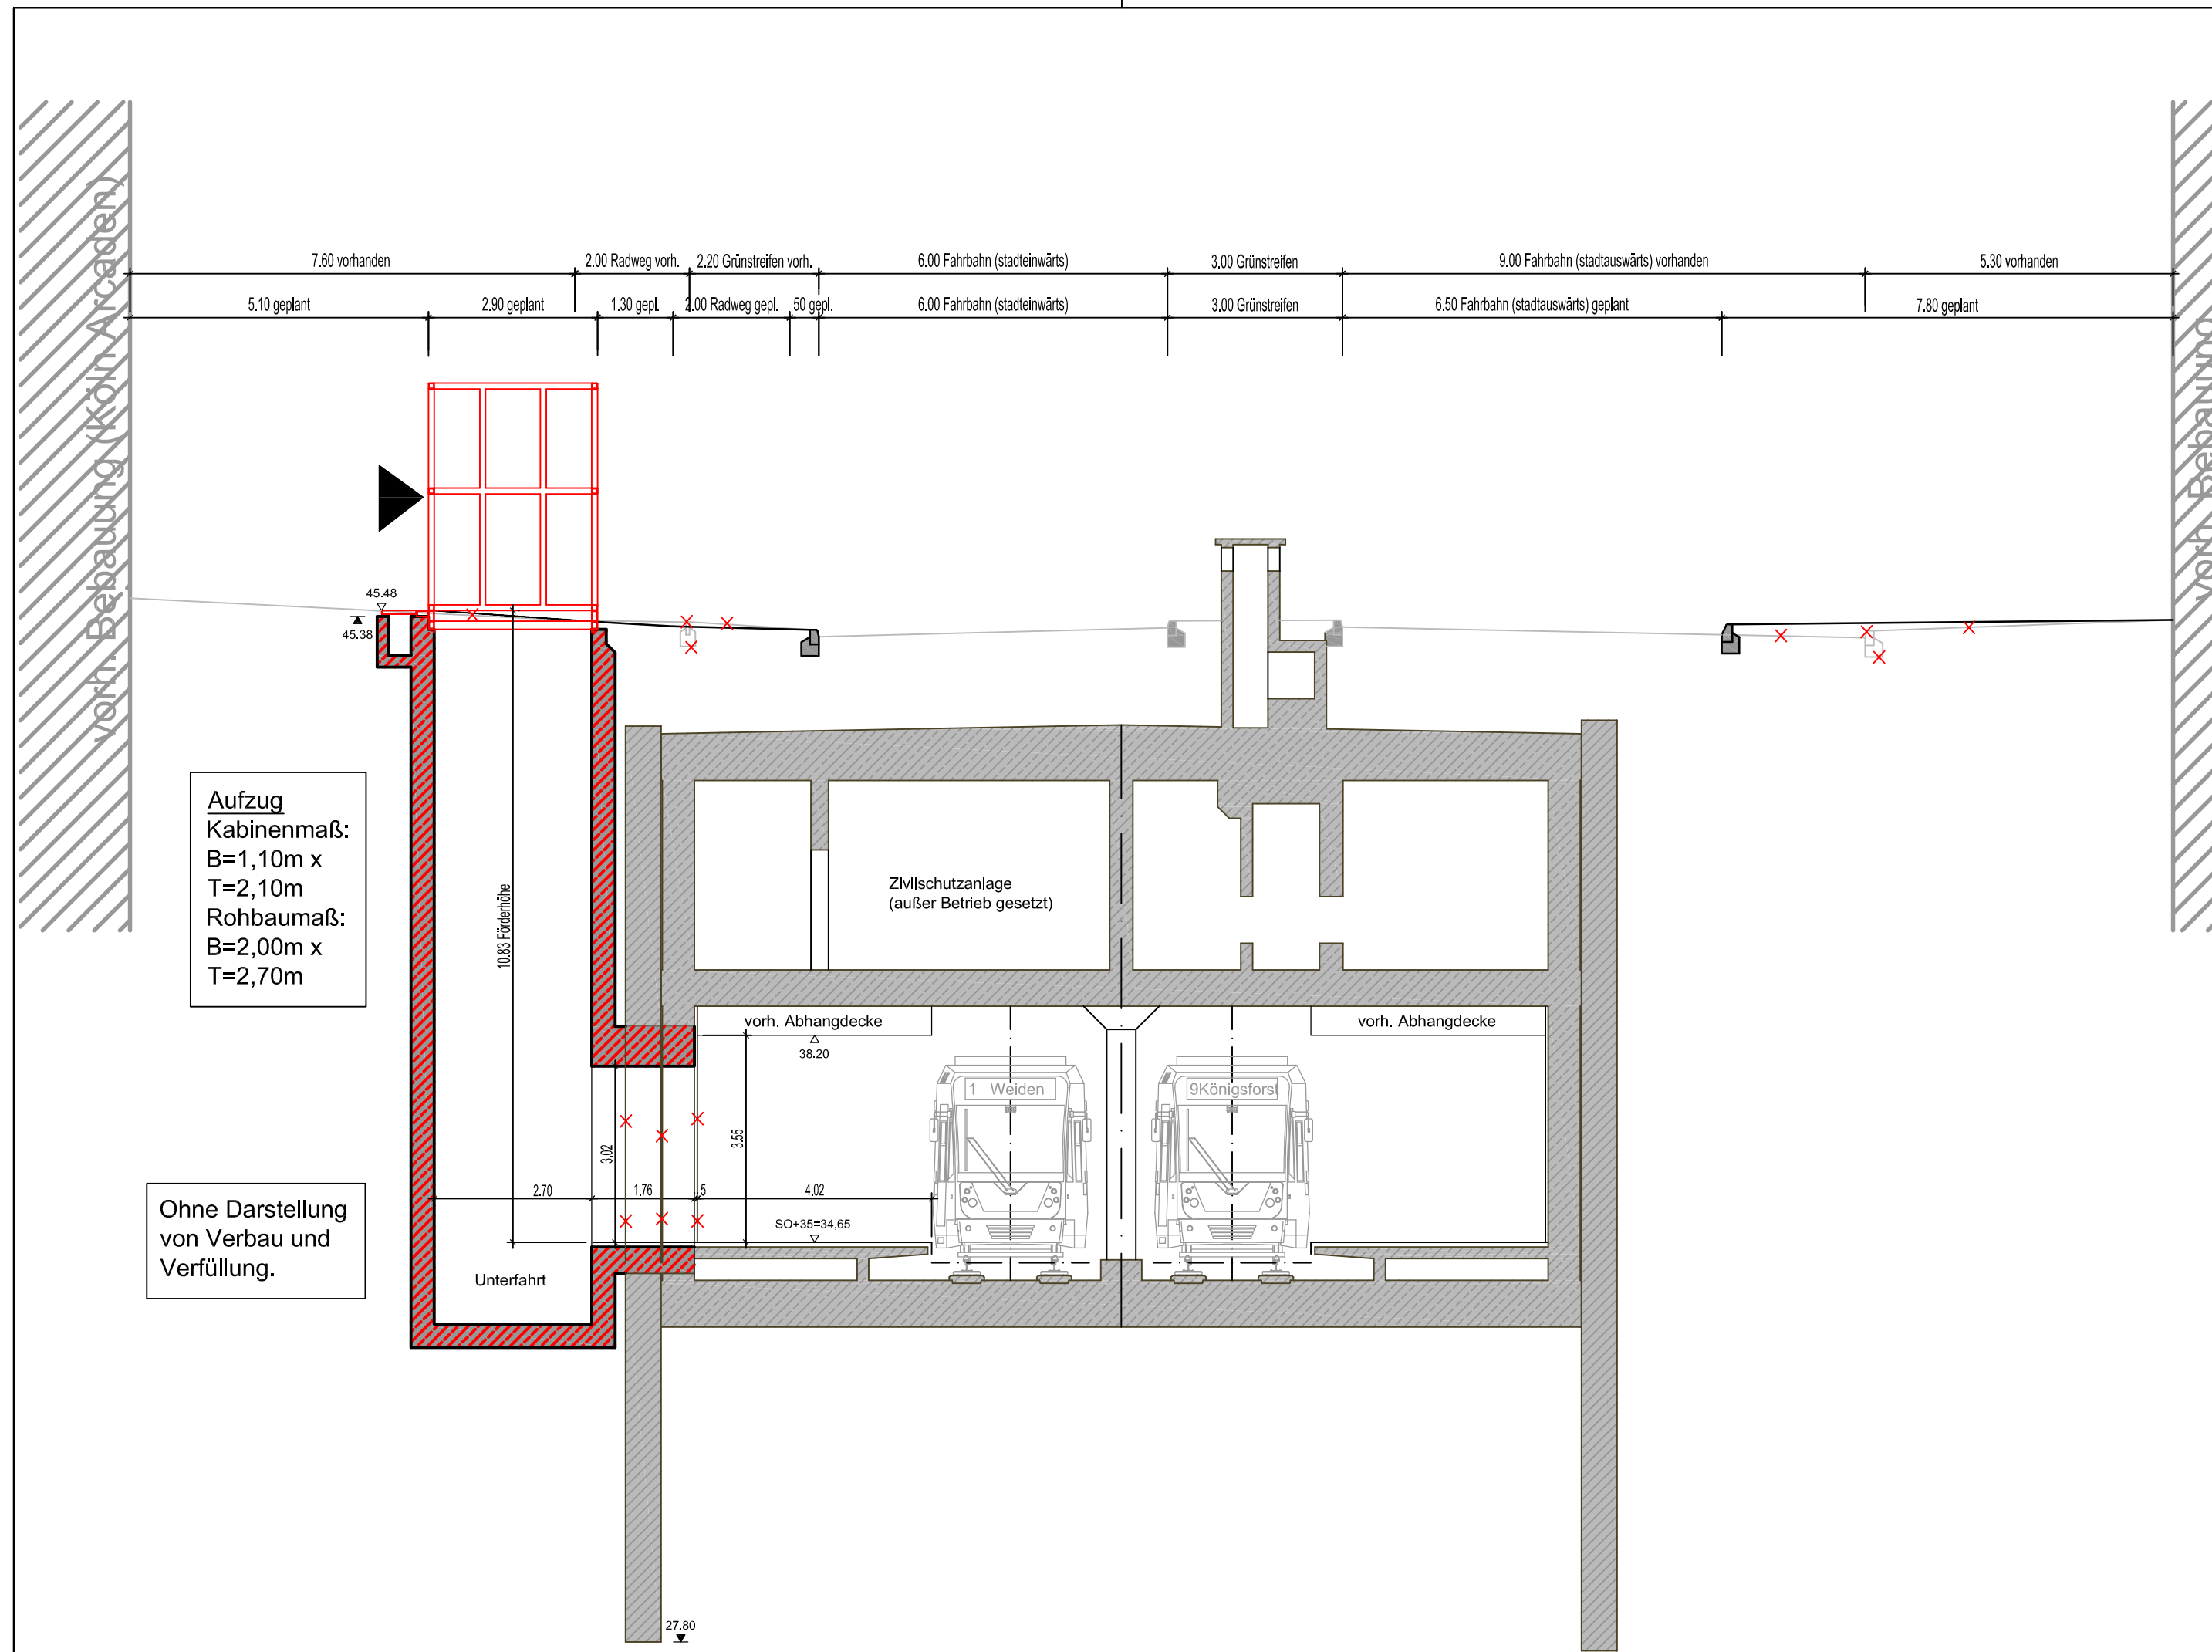 7.60 vorhanden
2.00 Radweg vorh.
2.20 Grünstreifen vorh.
6.00 Fahrbahn (stadteinwärts)
3.00 Grünstreifen
9.00 Fahrbahn (stadtauswärts) vorhanden
5.30 vorhanden
5.10 geplant
2.90 geplant
1.30 gepl.
2.00 Radweg gepl.
50 gepl.
6.00 Fahrbahn (stadteinwärts)
3.00 Grünstreifen
6.50 Fahrbahn (stadtauswärts) geplant
7.80 geplant
vorh. Bebauung (Köln Arcaden)
vorh. Bebauung
45.48
45.38
Aufzug
Kabinenmaß:
B=1,10m x
T=2,10m
Rohbaumaß:
B=2,00m x
T=2,70m
10.83 Förderhöhe
Zivilschutzanlage
(außer Betrieb gesetzt)
vorh. Abhangdecke
38.20
vorh. Abhangdecke
1 Weiden
9Königsforst
3.02
3.55
2.70
1.76
5
4.02
SO+35=34,65
Ohne Darstellung
von Verbau und
Verfüllung.
Unterfahrt
27.80